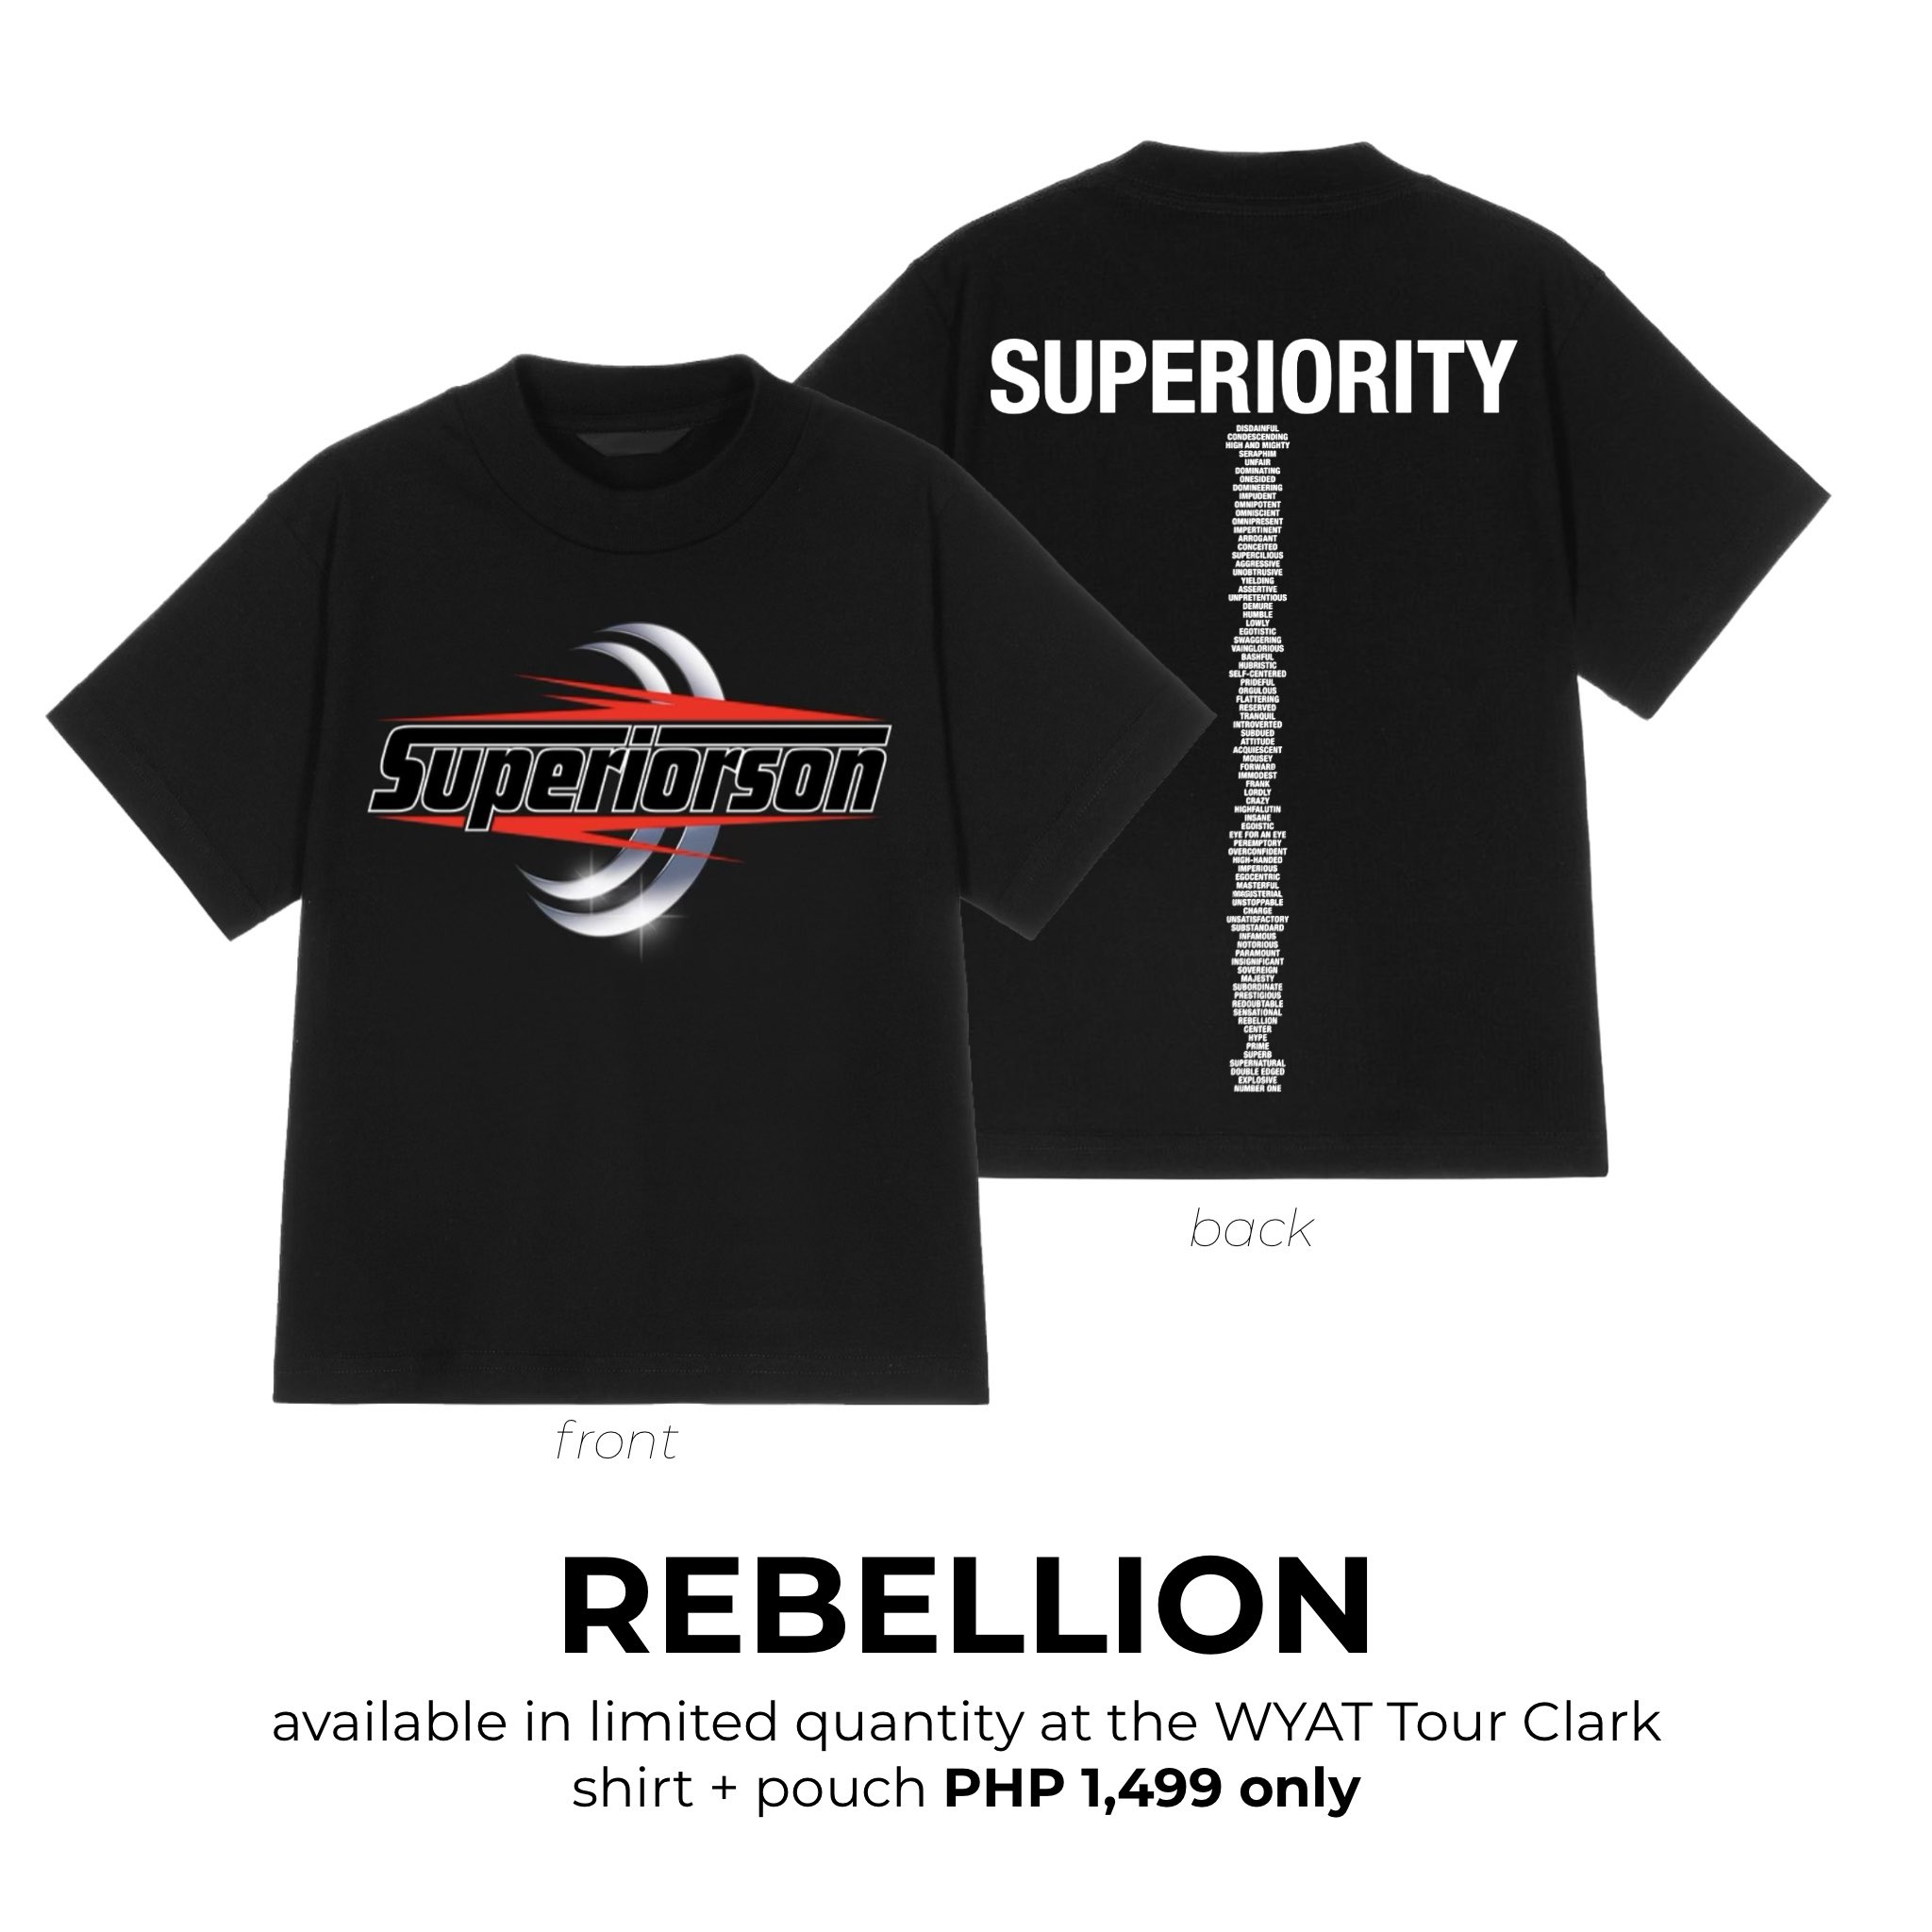 SUPERIORITY
DISDAINFUL
CONDESCENDING
HIGH AND MIGHTY
SERAPHIM
UNFAIR
DOMINATING
ONESIDED
DOMINEERING
IMPUDENT
OMNIPOTENT
OMNISCIENT
OMNIPRESENT
IMPERTINENT
ARROGANT
CONCEITED
SUPERCILIOUS
AGGRESSIVE
UNOBTRUSIVE
YIELDING
ASSERTIVE
UNPRETENTIOUS
DEMURE
HUMBLE
LOWLY
EGOTISTIC
SWAGGERING
VAINGLORIOUS
BASHFUL
HUBRISTIC
SELF-CENTERED
PRIDEFUL
ORGULOUS
FLATTERING
RESERVED
TRANQUIL
INTROVERTED
SUBDUED
ATTITUDE
ACQUIESCENT
MOUSEY
FORWARD
IMMODEST
FRANK
LORDLY
CRAZY
HIGHFALUTIN
INSANE
EGOISTIC
EYE FOR AN EYE
PEREMPTORY
OVERCONFIDENT
HIGH-HANDED
IMPERIOUS
EGOCENTRIC
MASTERFUL
UNSTOPPABLE
CHARGE
UNSATISFACTORY
SUBSTANDARD
INFAMOUS
NOTORIOUS
PARAMOUNT
INSIGNIFICANT
SOVEREIGN
MAJESTY
SUBORDINATE
PRESTIGIOUS
REDOUBTABLE
SENSATIONAL
REBELLION
CENTER
HYPE
PRIME
SUPERB
SUPERNATURAL
DOUBLE EDGED
EXPLOSIVE
NUMBER ONE
Superiorson
back
front
REBELLION
available in limited quantity at the WYAT Tour Clark
shirt + pouch PHP 1,499 only